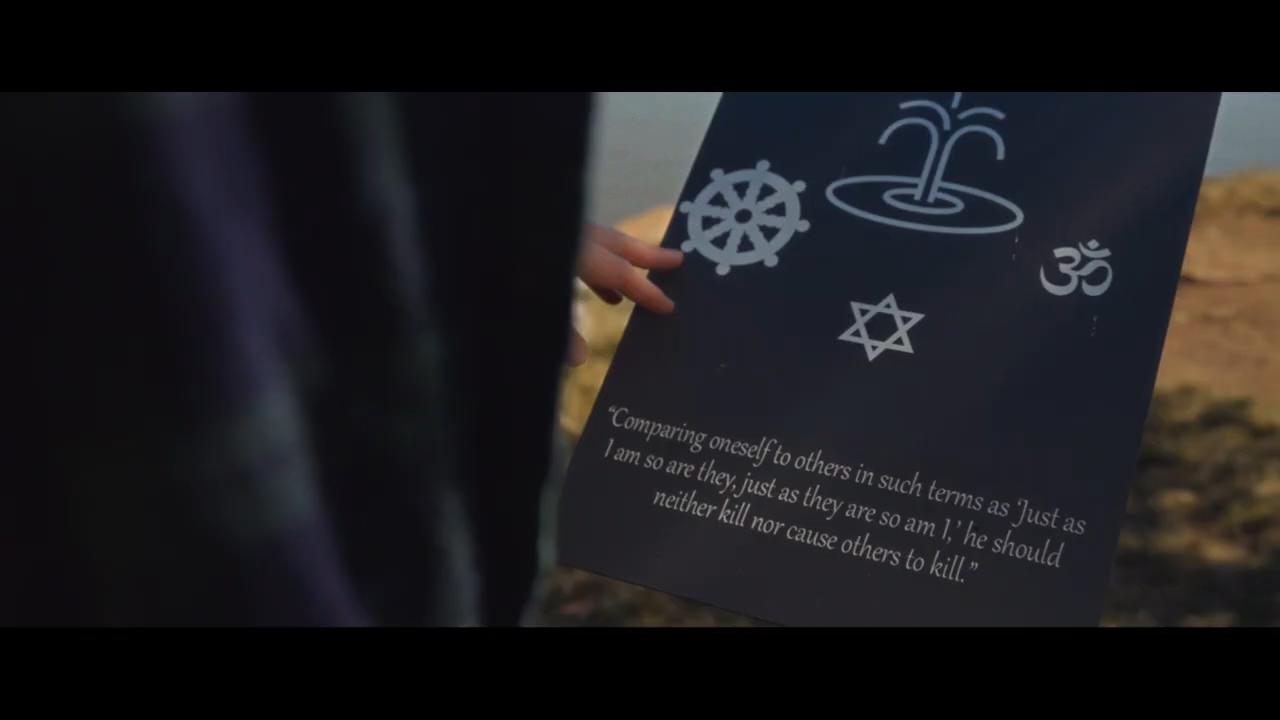 “Comparing oneself to others in such terms as ‘Just as
I am so are they, just as they are so am I,’ he should
neither kill nor cause others to kill.”